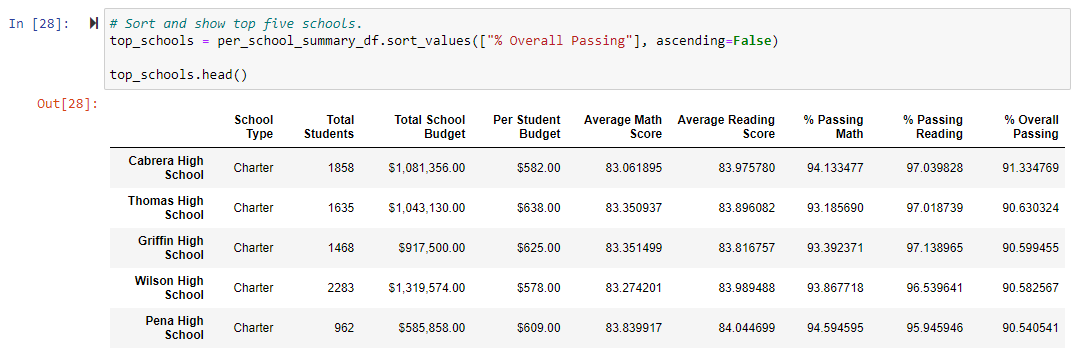 In [28]:
# Sort and show top five schools.
top_schools = per_school_summary_df.sort_values(["% Overall Passing"], ascending=False)
top_schools.head()
Out[28]:
School Type Total Students Total School Budget Per Student Budget Average Math Score Average Reading Score % Passing Math % Passing Reading % Overall Passing
Cabrera High School Charter 1858 $1,081,356.00 $582.00 83.061895 83.975780 94.133477 97.039828 91.334769
Thomas High School Charter 1635 $1,043,130.00 $638.00 83.350937 83.896082 93.185690 97.018739 90.630324
Griffin High School Charter 1468 $917,500.00 $625.00 83.351499 83.816757 93.392371 97.138965 90.599455
Wilson High School Charter 2283 $1,319,574.00 $578.00 83.274201 83.989488 93.867718 96.539641 90.582567
Pena High School Charter 962 $585,858.00 $609.00 83.839917 84.044699 94.594595 95.945946 90.540541